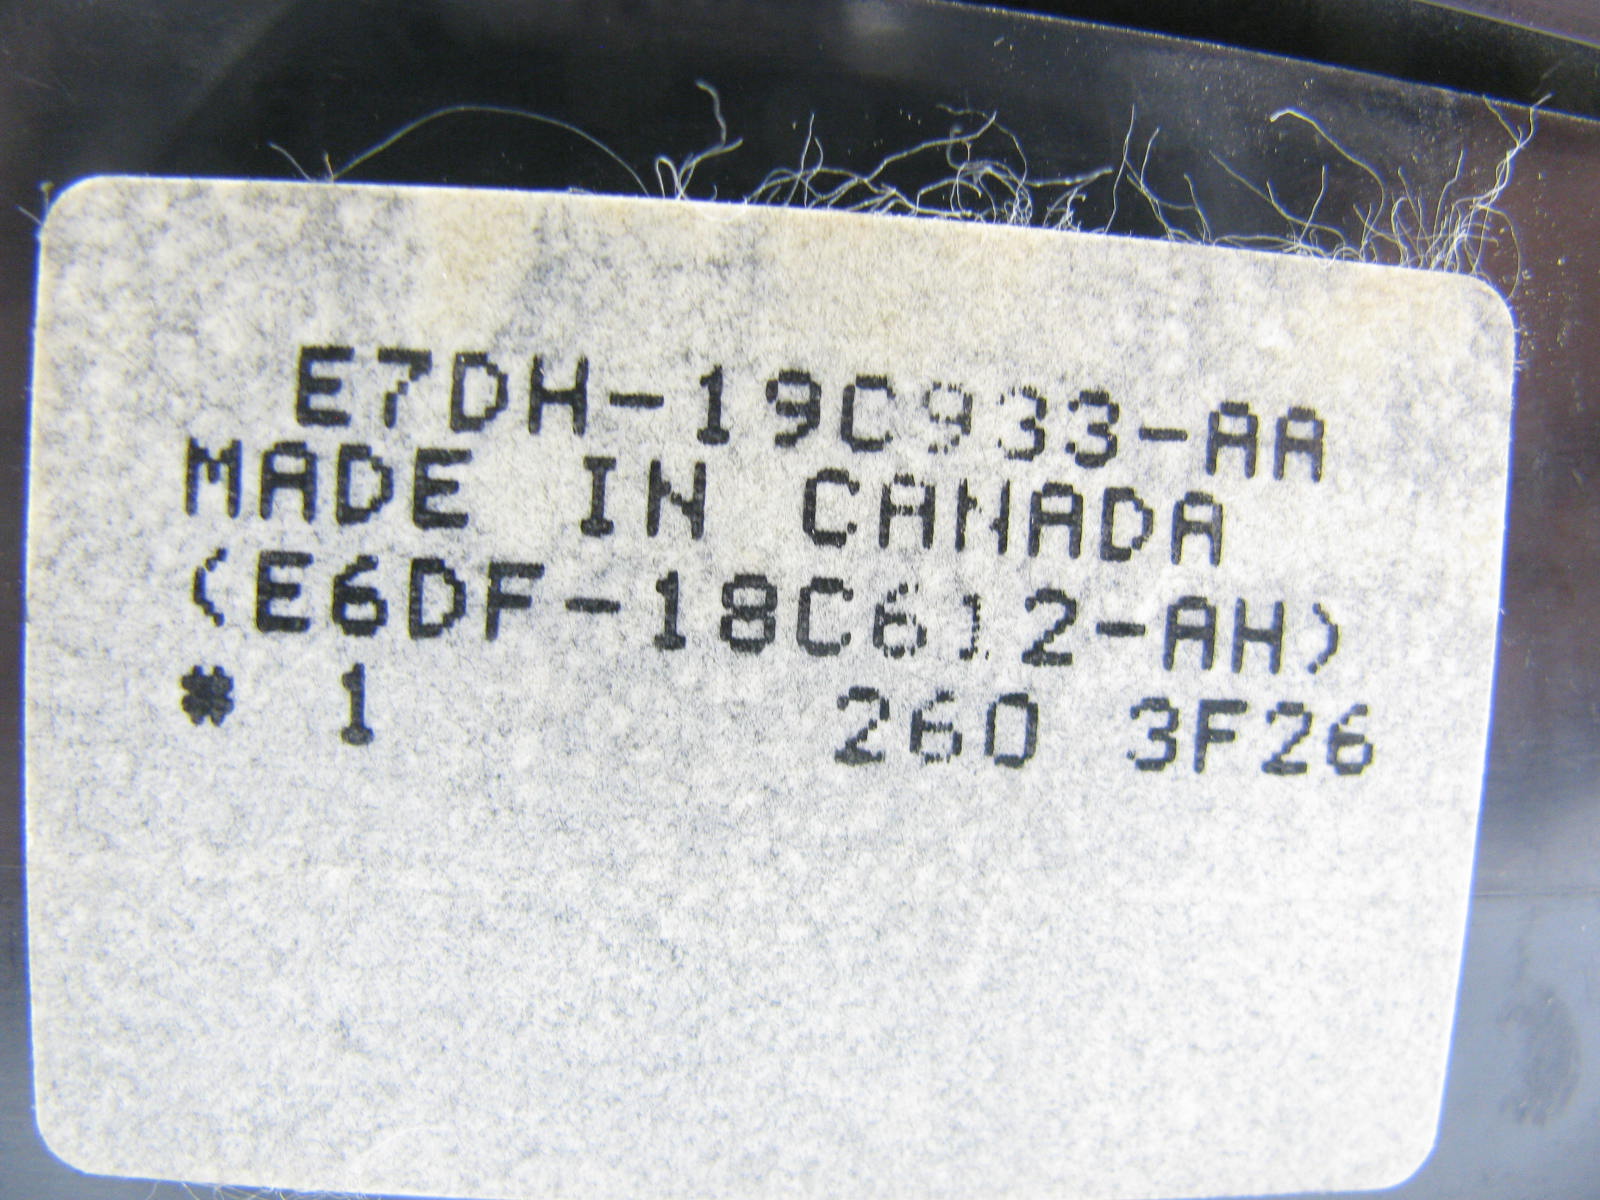 E7DH-19C933-AA
MADE IN CANADA
(E6DF-18C612-AH)
* 1 260 3F26